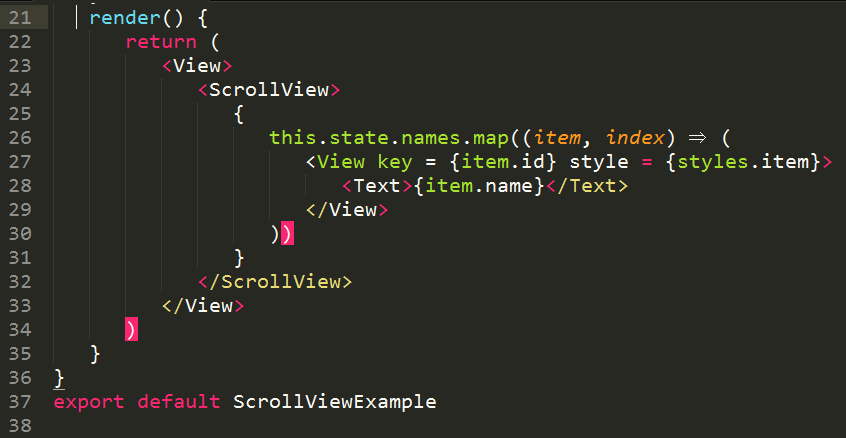 21 render() {
22 return (
23 <View>
24 <ScrollView>
25 {
26 this.state.names.map((item, index) ⇒ (
27 <View key = {item.id} style = {styles.item}>
28 <Text>{item.name}</Text>
29 </View>
30 ))
31 }
32 </ScrollView>
33 </View>
34 )
35 }
36 }
37 export default ScrollViewExample
38